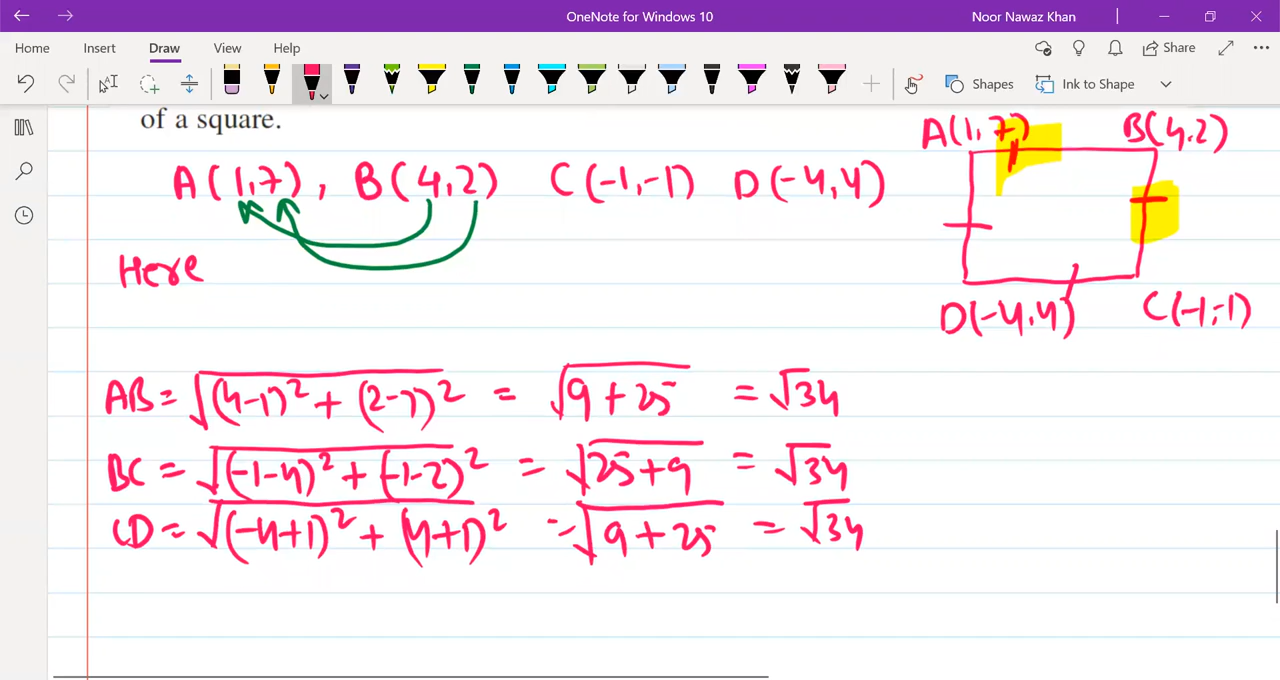 OneNote for Windows 10
Noor Nawaz Khan
Home Insert Draw View Help Share
Shapes Ink to Shape
of a square.
A(1,7), B(4,2) C(-1,-1) D(-4,4)
A(1,7) B(4,2)
Here
D(-4,4) C(-1,-1)
AB = √(4-1)² + (2-7)² = √9+25 = √34
BC = √(-1-4)² + (-1-2)² = √25+9 = √34
CD = √(-4+1)² + (4+1)² = √9+25 = √34